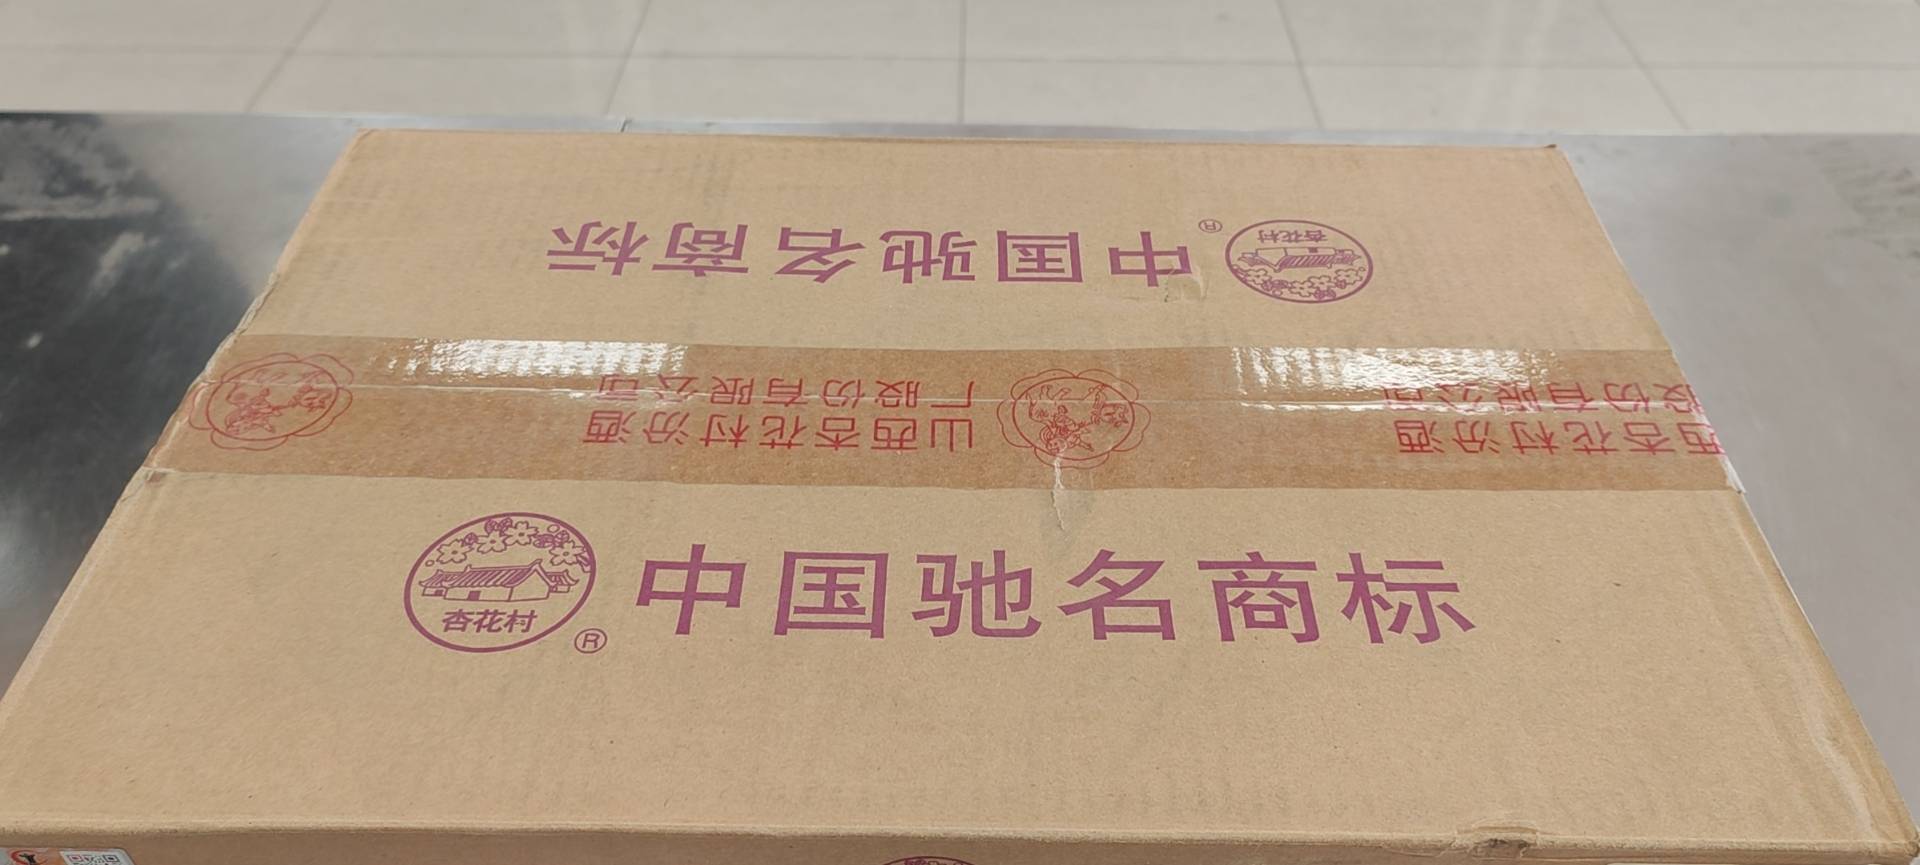 杏花村
中国驰名商标®
山西杏花村汾酒
厂股份有限公司
西杏花村汾酒
股份有限公司
杏花村
®中国驰名商标